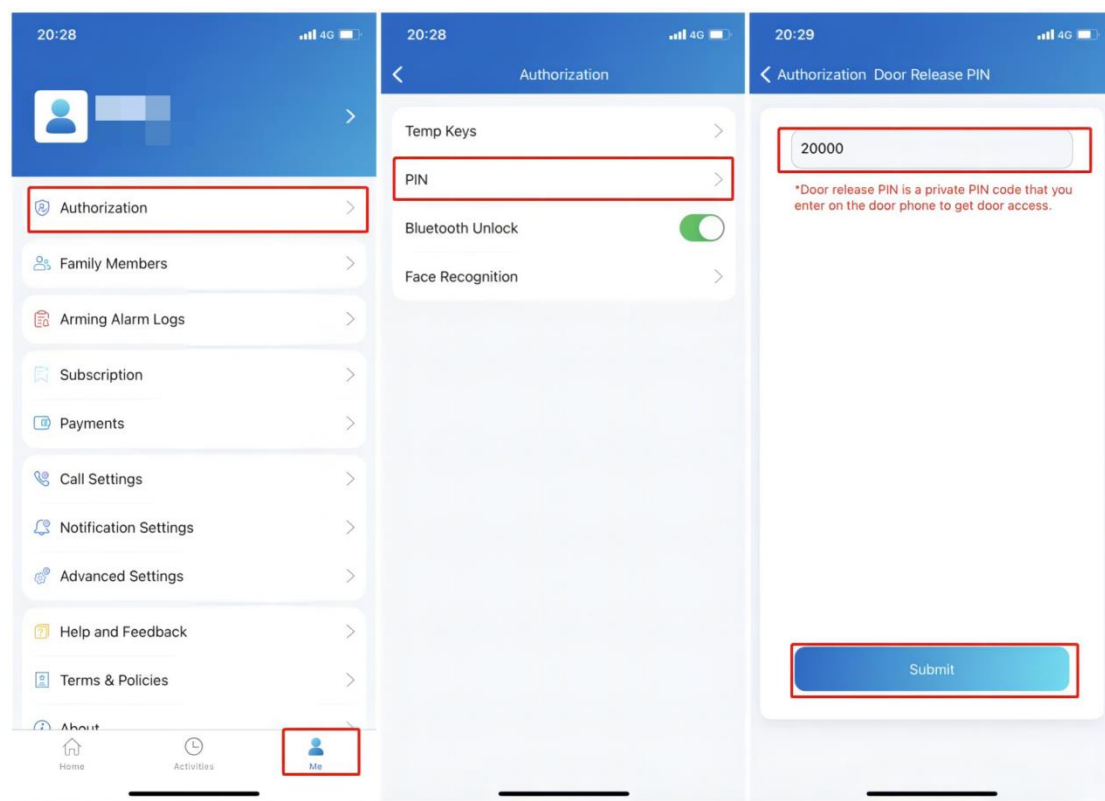 20:28
4G
Authorization
Family Members
Arming Alarm Logs
Subscription
Payments
Call Settings
Notification Settings
Advanced Settings
Help and Feedback
Terms & Policies
About
Home
Activities
Me
20:28
4G
Authorization
Temp Keys
PIN
Bluetooth Unlock
Face Recognition
20:29
4G
Authorization Door Release PIN
20000
*Door release PIN is a private PIN code that you
enter on the door phone to get door access.
Submit